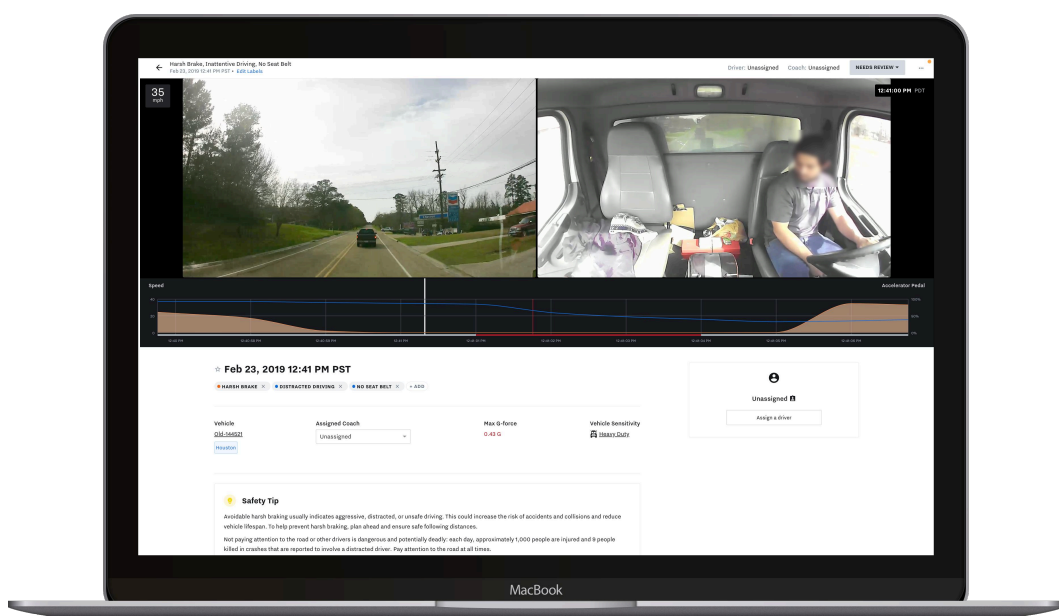 Harsh Brake, Inattentive Driving, No Seat Belt
Feb 23, 2019 12:41 PM PST • Edit Labels
Driver: Unassigned Coach: Unassigned NEEDS REVIEW
35
mph
12:41:00 PM PDT
Speed Accelerator Pedal
☆ Feb 23, 2019 12:41 PM PST
HARSH BRAKE × DISTRACTED DRIVING × NO SEAT BELT × + ADD
Vehicle Assigned Coach Max G-force Vehicle Sensitivity
Old-144521 Unassigned 0.43 G Heavy Duty
Houston
Unassigned
Assign a driver
Safety Tip
Avoidable harsh braking usually indicates aggressive, distracted, or unsafe driving. This could increase the risk of accidents and collisions and reduce
vehicle lifespan. To help prevent harsh braking, plan ahead and ensure safe following distances.
Not paying attention to the road or other drivers is dangerous and potentially deadly: each day, approximately 1,000 people are injured and 9 people
killed in crashes that are reported to involve a distracted driver. Pay attention to the road at all times.
MacBook